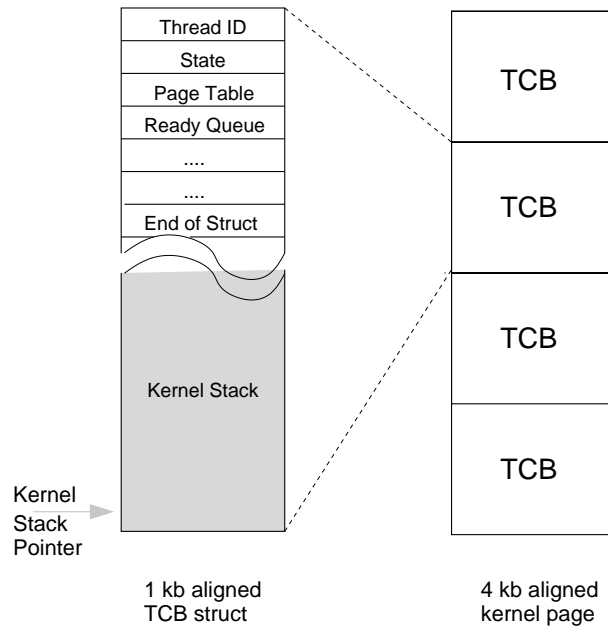 Thread ID
State
Page Table
Ready Queue
....
....
End of Struct
Kernel Stack
Kernel
Stack
Pointer
1 kb aligned
TCB struct
TCB
TCB
TCB
TCB
4 kb aligned
kernel page